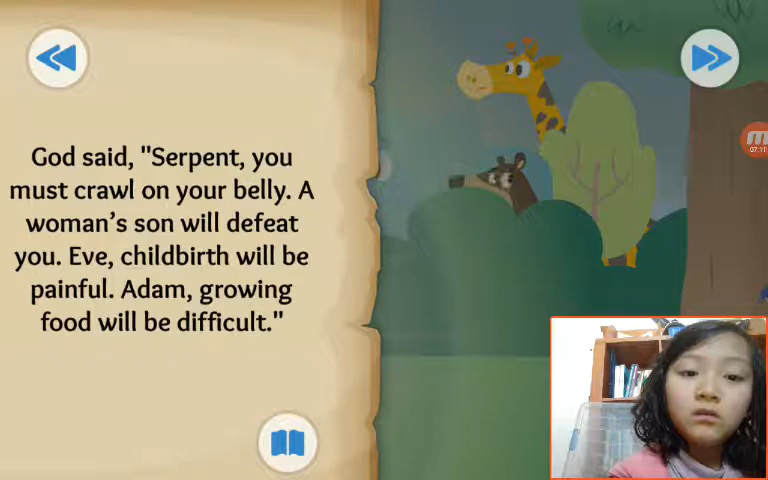 God said, "Serpent, you
must crawl on your belly. A
woman's son will defeat
you. Eve, childbirth will be
painful. Adam, growing
food will be difficult."